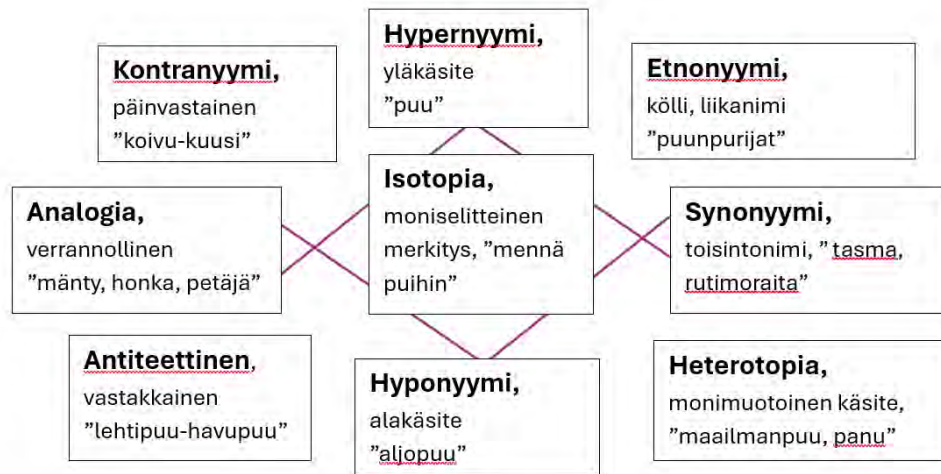 Hypernyymi,
yläkäsite
”puu”
Kontranyymi,
päinvastainen
”koivu-kuusi”
Etnonyymi,
kölli, liikanimi
”puunpurijat”
Isotopia,
moniselitteinen
merkitys, ”mennä
puihin”
Analogia,
verrannollinen
”mänty, honka, petäjä”
Synonyymi,
toisintonimi, ” tasma,
rutimoraita”
Antiteettinen,
vastakkainen
”lehtipuu-havupuu”
Hyponyymi,
alakäsite
”aljopuu”
Heterotopia,
monimuotoinen käsite,
”maailmanpuu, panu”